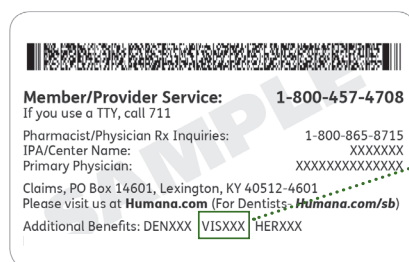 Member/Provider Service: 1-800-457-4708
If you use a TTY, call 711
Pharmacist/Physician Rx Inquiries: 1-800-865-8715
IPA/Center Name: XXXXXXX
Primary Physician: XXXXXXXXXXXXXX
Claims, PO Box 14601, Lexington, KY 40512-4601
Please visit us at Humana.com (For Dentists- Humana.com/sb)
Additional Benefits: DENXXX VISXXX HERXXX
SAMPLE